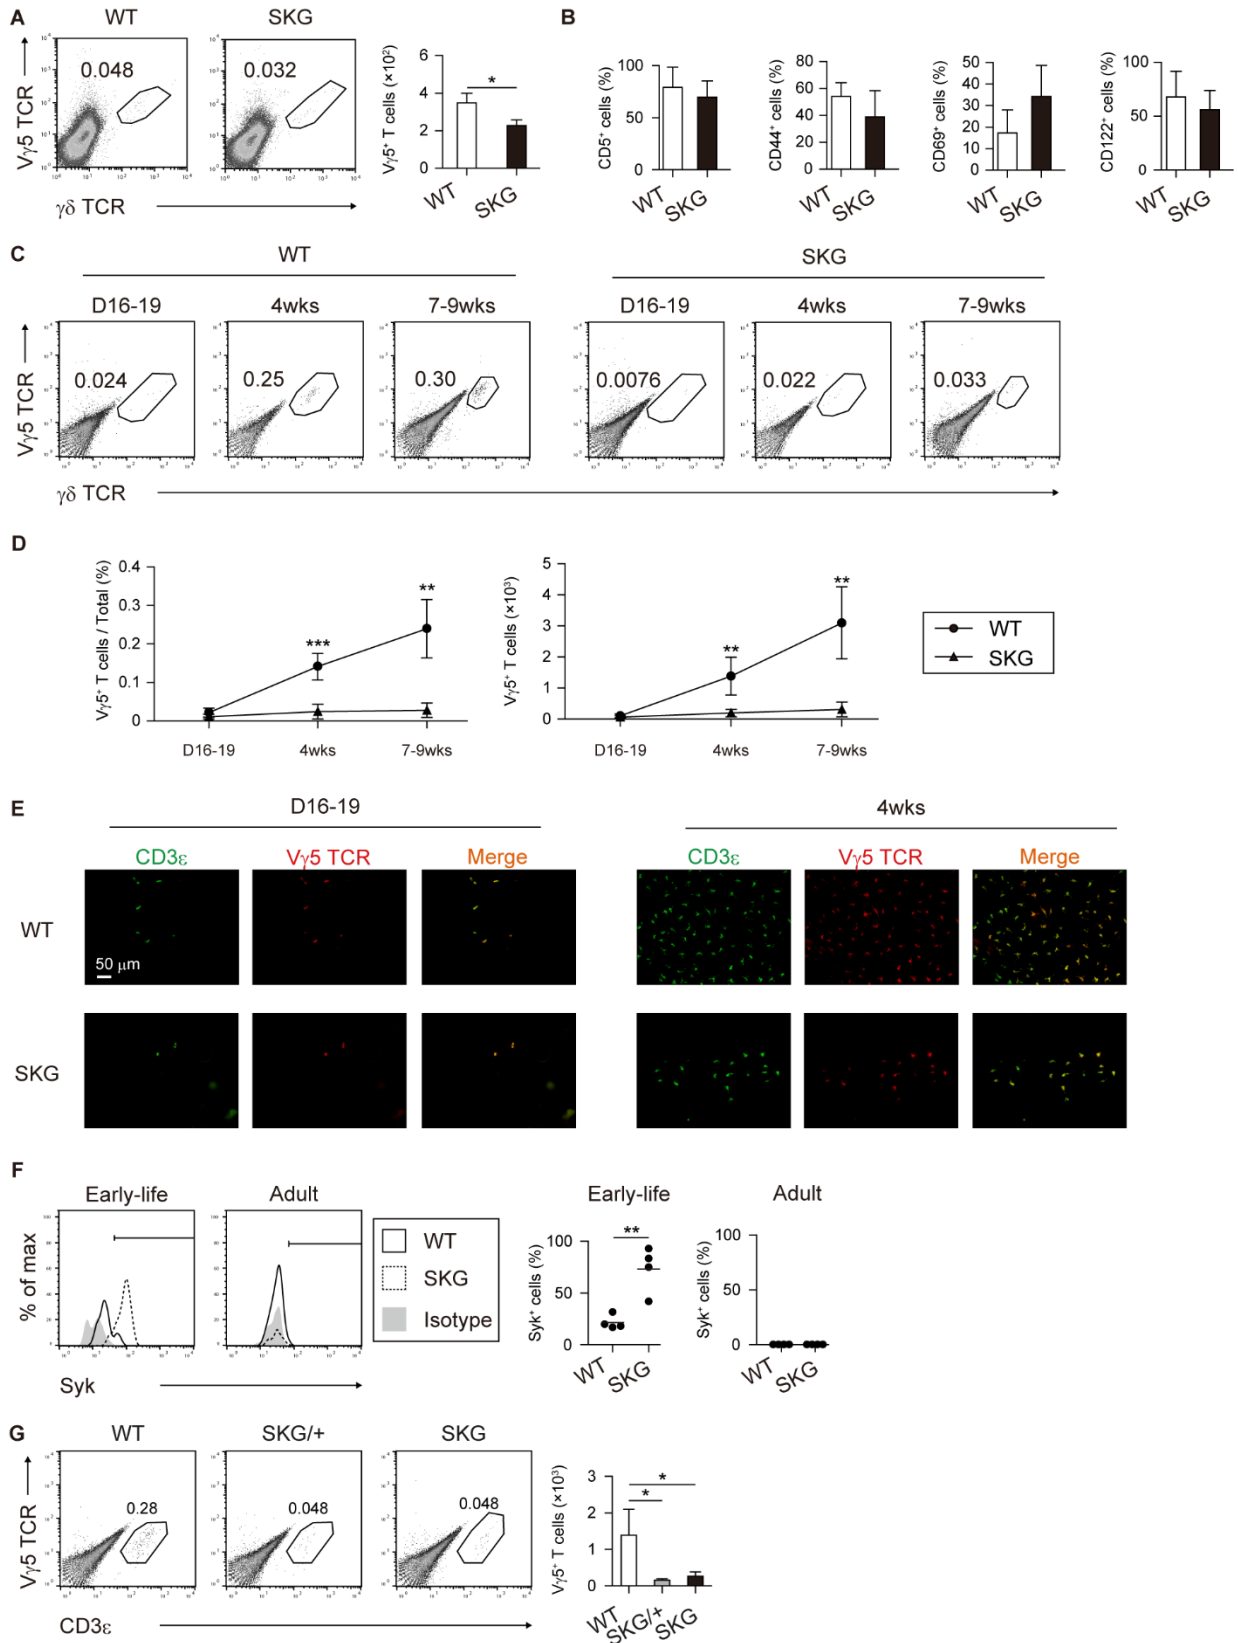 A
WT
SKG
B
Vγ5 TCR
0.048
0.032
γδ TCR
Vγ5⁺ T cells (×10²)
6
4
2
0
*
WT
SKG
CD5⁺ cells (%)
100
50
0
WT
SKG
CD44⁺ cells (%)
80
60
40
20
0
WT
SKG
CD69⁺ cells (%)
50
40
30
20
10
0
WT
SKG
CD122⁺ cells (%)
100
50
0
WT
SKG
C
WT
SKG
D16-19
4wks
7-9wks
D16-19
4wks
7-9wks
Vγ5 TCR
0.024
0.25
0.30
0.0076
0.022
0.033
γδ TCR
D
Vγ5⁺ T cells / Total (%)
0.4
0.3
0.2
0.1
0
***
**
D16-19
4wks
7-9wks
Vγ5⁺ T cells (×10³)
5
4
3
2
1
0
**
**
D16-19
4wks
7-9wks
WT
SKG
E
D16-19
4wks
CD3ε
Vγ5 TCR
Merge
CD3ε
Vγ5 TCR
Merge
WT
50 μm
SKG
F
Early-life
Adult
% of max
Syk
WT
SKG
Isotype
Early-life
Syk⁺ cells (%)
100
50
0
**
WT
SKG
Adult
Syk⁺ cells (%)
100
50
0
WT
SKG
G
WT
SKG/+
SKG
Vγ5 TCR
0.28
0.048
0.048
CD3ε
Vγ5⁺ T cells (×10³)
3
2
1
0
*
*
WT
SKG/+
SKG